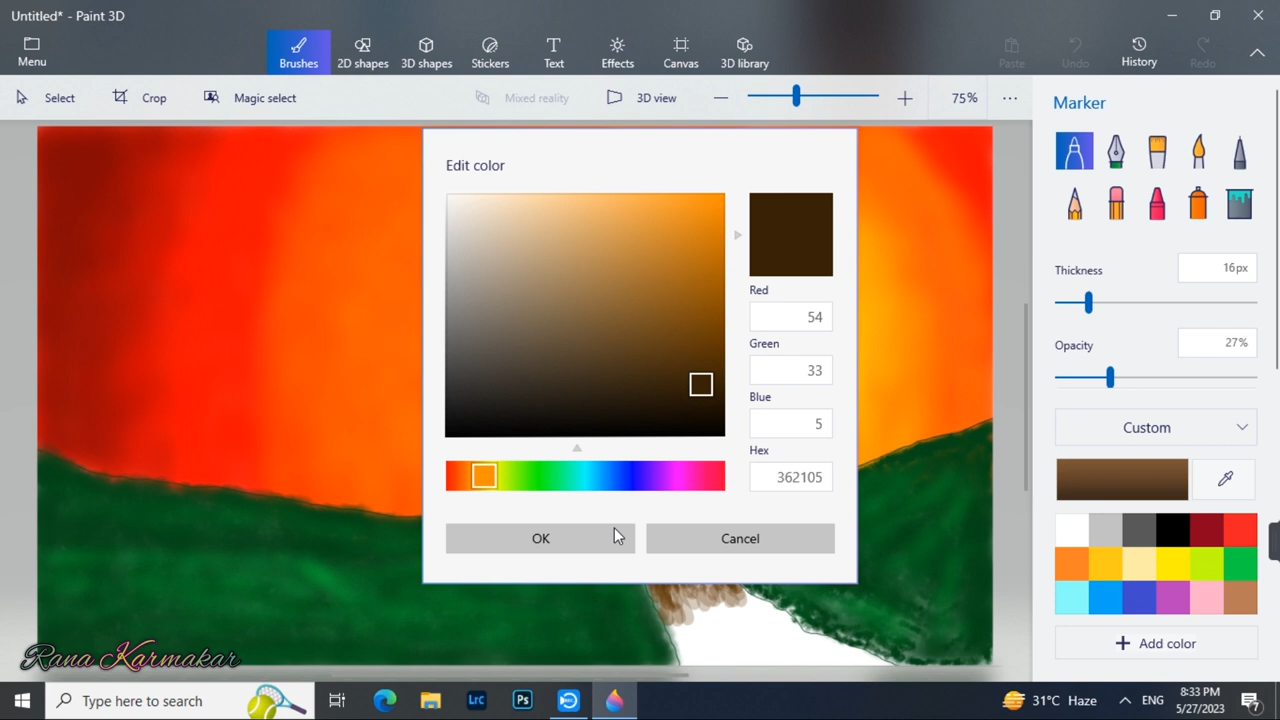 Untitled* - Paint 3D
Menu
Brushes
2D shapes
3D shapes
Stickers
Text
Effects
Canvas
3D library
Paste
Undo
History
Redo
Select
Crop
Magic select
Mixed reality
3D view
75%
Marker
Edit color
Red
54
Green
33
Blue
5
Hex
362105
OK
Cancel
Thickness
16px
Opacity
27%
Custom
Add color
Rana Karmakar
Type here to search
Lrc
Ps
31°C Haze
ENG
8:33 PM
5/27/2023
7